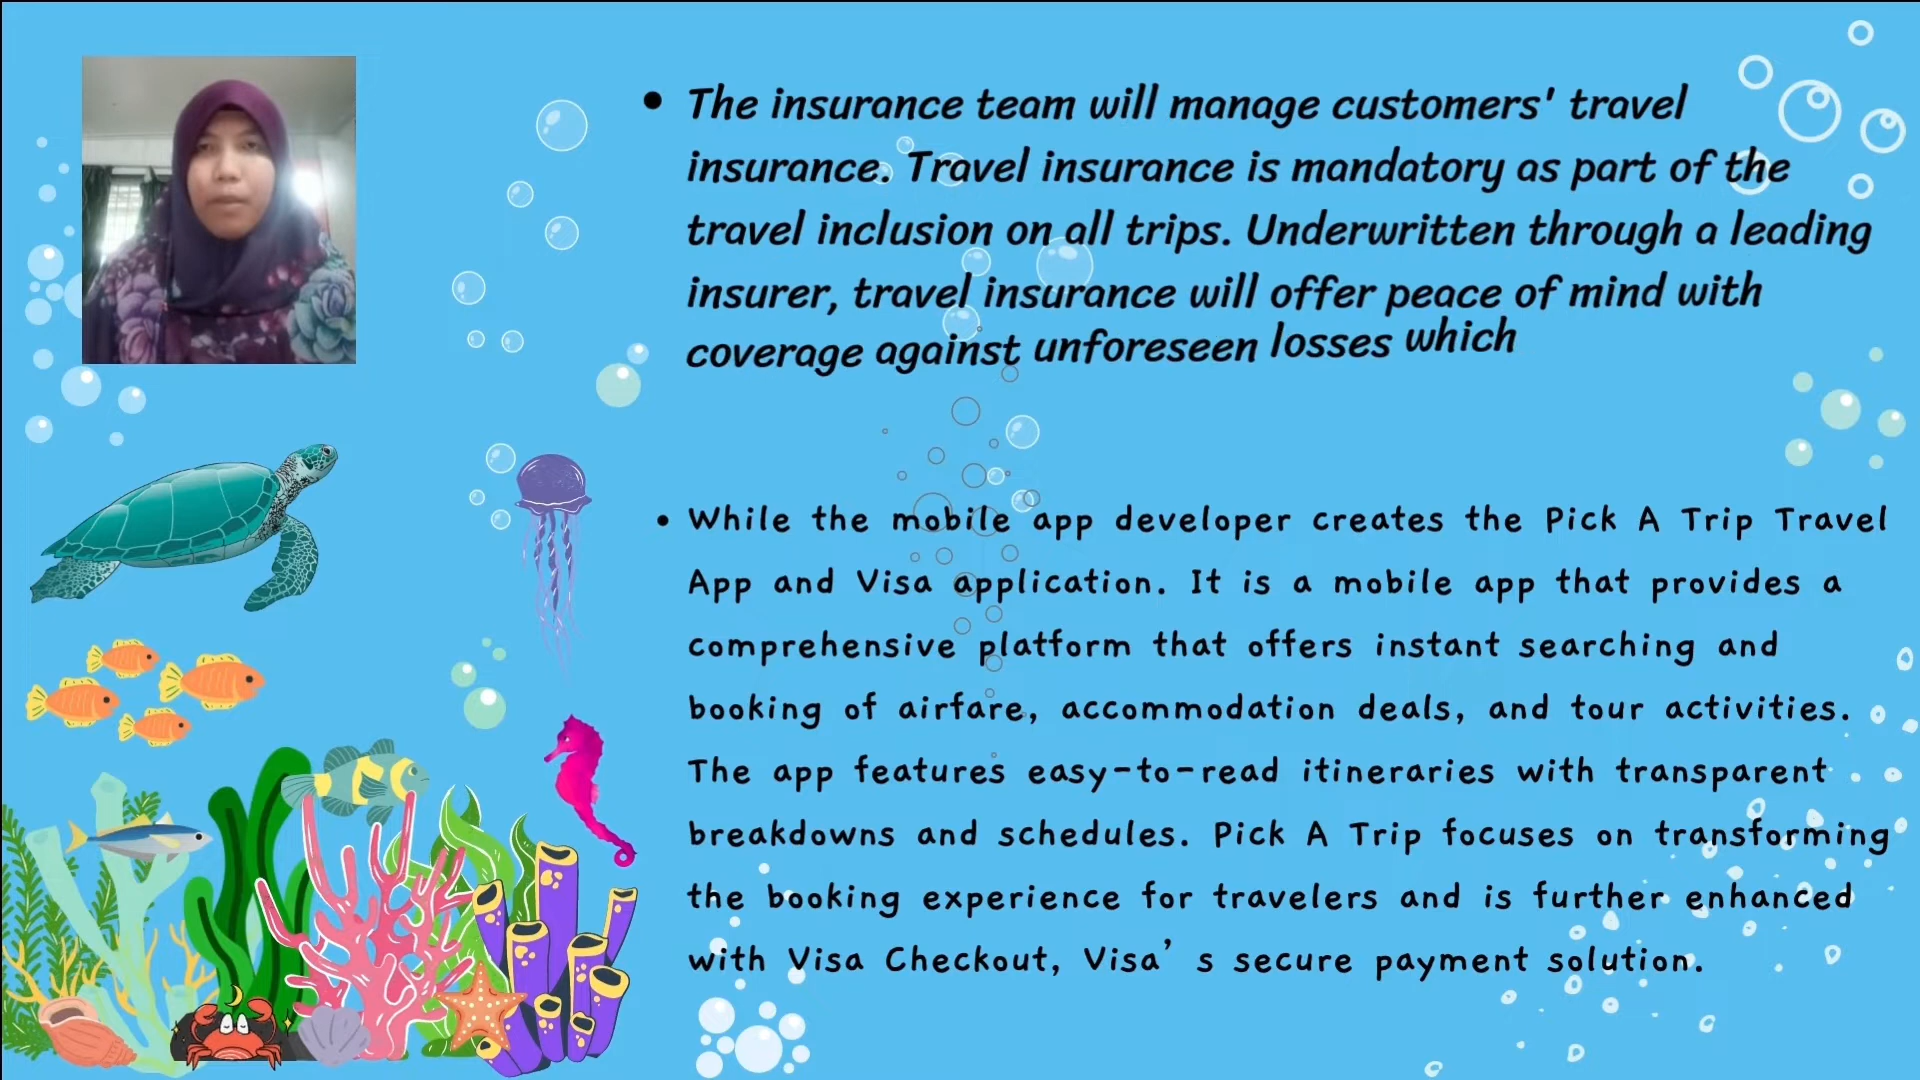 • The insurance team will manage customers' travel
insurance. Travel insurance is mandatory as part of the
travel inclusion on all trips. Underwritten through a leading
insurer, travel insurance will offer peace of mind with
coverage against unforeseen losses which
• While the mobile app developer creates the Pick A Trip Travel
App and Visa application. It is a mobile app that provides a
comprehensive platform that offers instant searching and
booking of airfare, accommodation deals, and tour activities.
The app features easy-to-read itineraries with transparent
breakdowns and schedules. Pick A Trip focuses on transforming
the booking experience for travelers and is further enhanced
with Visa Checkout, Visa’s secure payment solution.